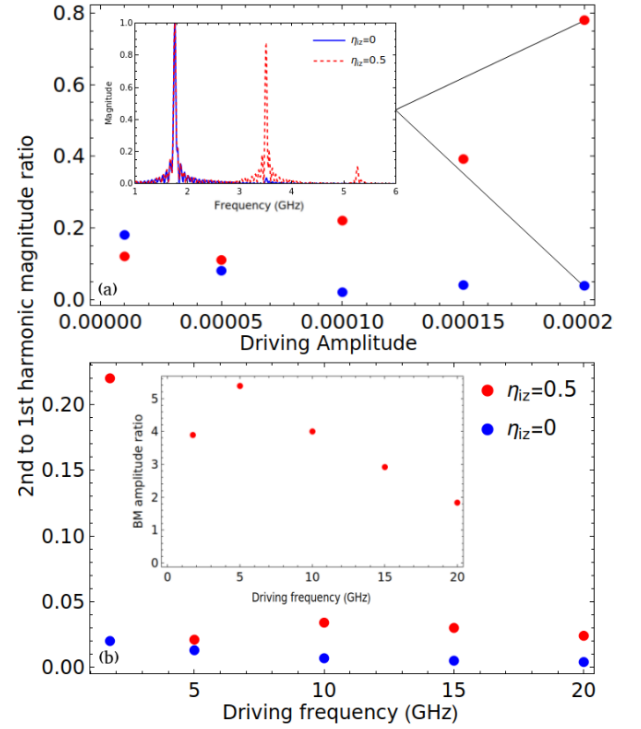 2nd to 1st harmonic magnitude ratio
0.8
0.6
0.4
0.2
0.0
(a)
0.00000 0.00005 0.00010 0.00015 0.0002
Driving Amplitude
Magnitude
1.0
0.8
0.6
0.4
0.2
0.0
1 2 3 4 5 6
Frequency (GHz)
η_iz=0
η_iz=0.5
0.20
0.15
0.10
0.05
0.00
(b)
5 10 15 20
Driving frequency (GHz)
η_iz=0.5
η_iz=0
BM amplitude ratio
5
4
3
2
1
0
0 5 10 15 20
Driving frequency (GHz)